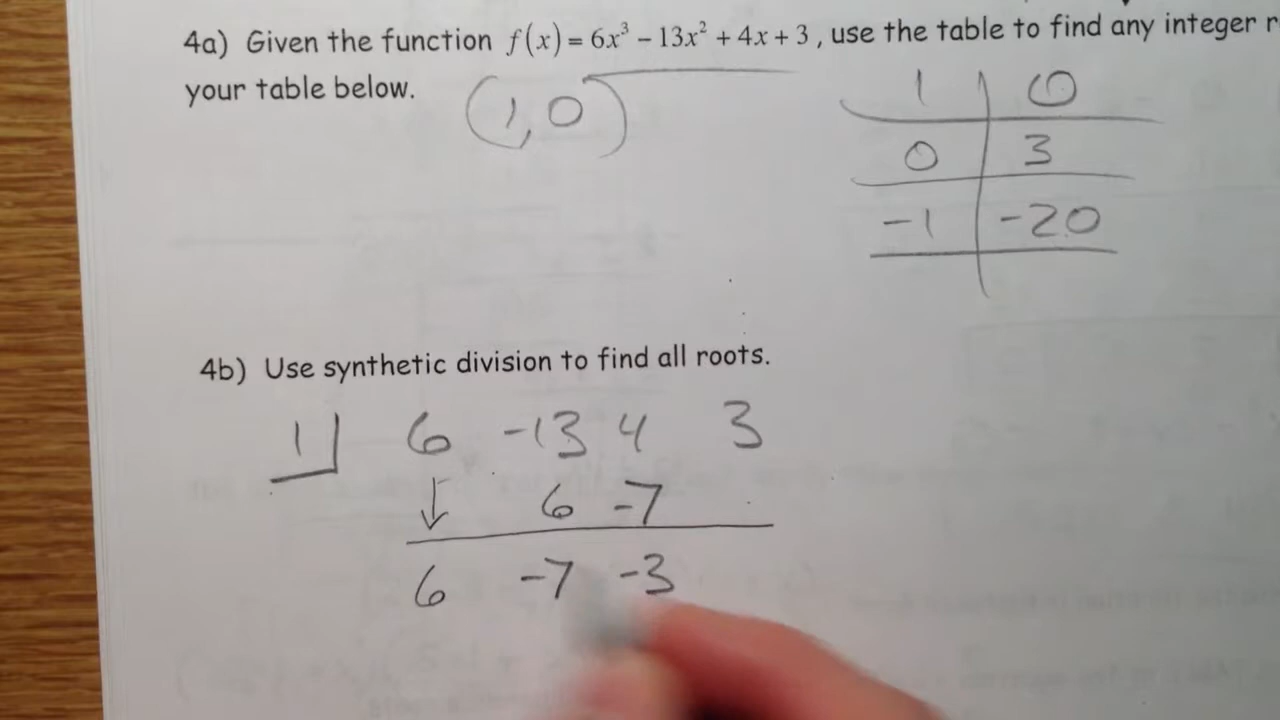 4a) Given the function f(x) = 6x³ – 13x² + 4x + 3, use the table to find any integer r
your table below.
(1, 0)
1 0
0 3
-1 -20
4b) Use synthetic division to find all roots.
1 6 -13 4 3
↓ 6 -7
6 -7 -3